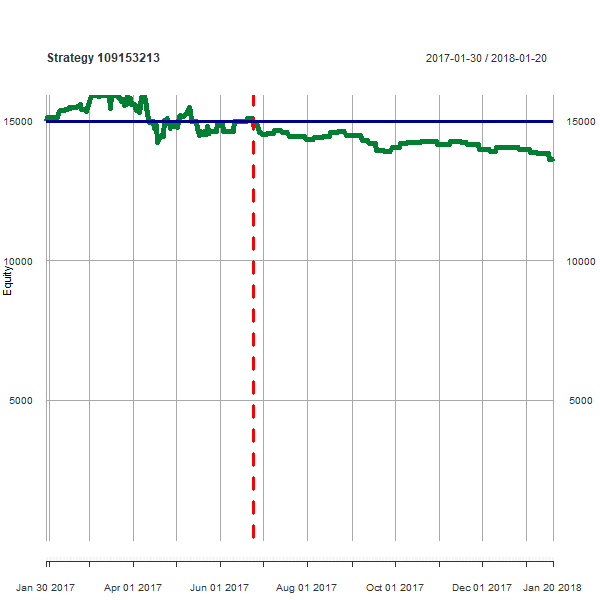 Strategy 109153213
2017-01-30 / 2018-01-20
15000
15000
10000
10000
Equity
5000
5000
Jan 30 2017
Apr 01 2017
Jun 01 2017
Aug 01 2017
Oct 01 2017
Dec 01 2017
Jan 20 2018